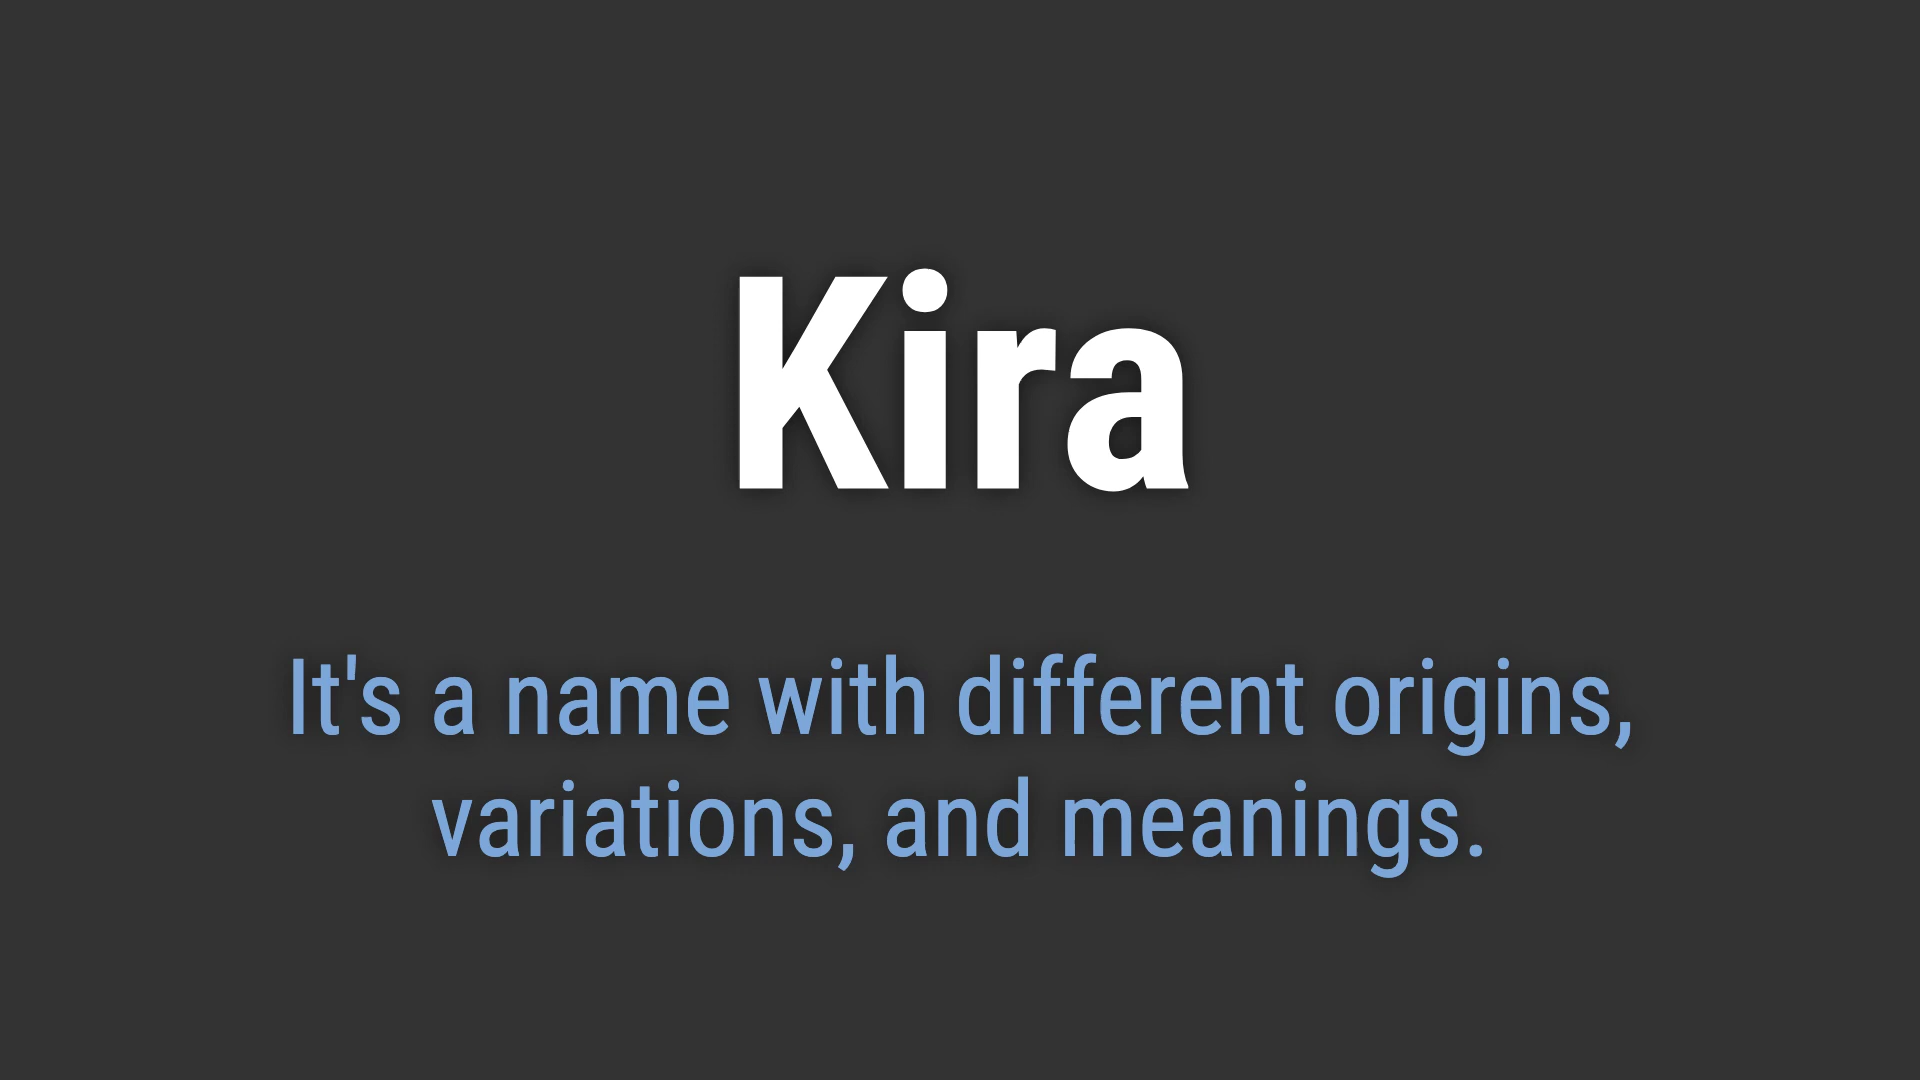 Kira
It's a name with different origins,
variations, and meanings.